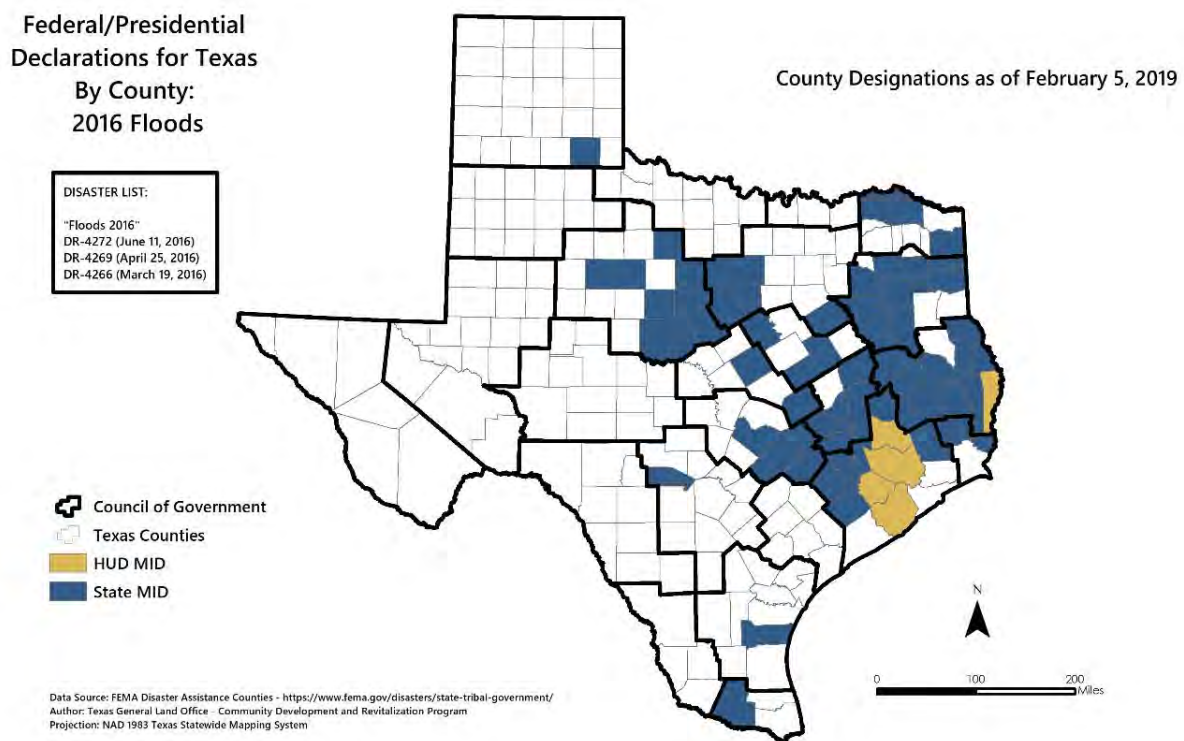 Federal/Presidential
Declarations for Texas
By County:
2016 Floods
County Designations as of February 5, 2019
DISASTER LIST:
"Floods 2016"
DR-4272 (June 11, 2016)
DR-4269 (April 25, 2016)
DR-4266 (March 19, 2016)
Council of Government
Texas Counties
HUD MID
State MID
N
0 100 200
Miles
Data Source: FEMA Disaster Assistance Counties - https://www.fema.gov/disasters/state-tribal-government/
Author: Texas General Land Office - Community Development and Revitalization Program
Projection: NAD 1983 Texas Statewide Mapping System